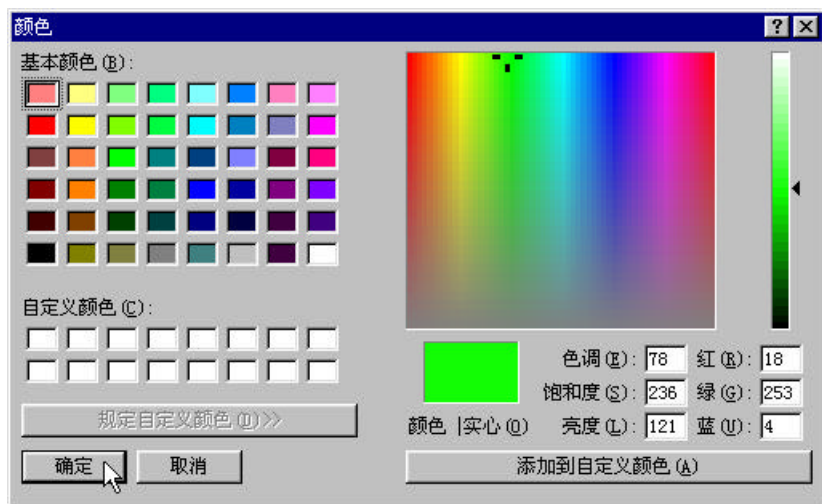 颜色
基本颜色(B):
自定义颜色(C):
规定自定义颜色(D)>>
确定 取消
色调(E): 78 红(R): 18
饱和度(S): 236 绿(G): 253
颜色|实心(O) 亮度(L): 121 蓝(U): 4
添加到自定义颜色(A)